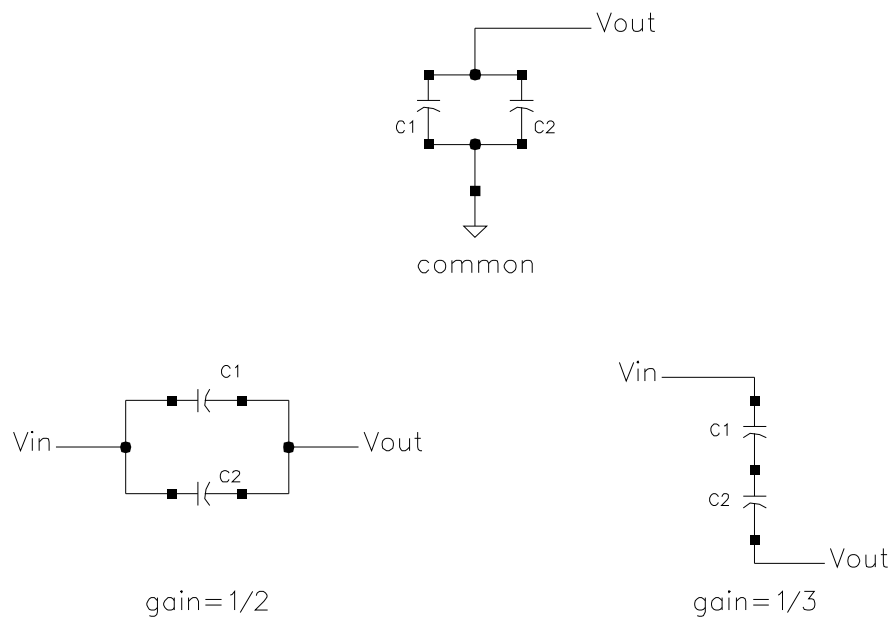 Vout
C1 C2
common
C1
Vin Vout
C2
gain=1/2
Vin
C1
C2
Vout
gain=1/3